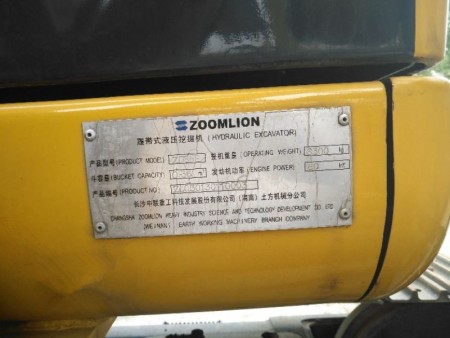 ZOOMLION
履带式液压挖掘机 (HYDRAULIC EXCAVATOR)
产品型号(PRODUCT MODEL) 整机重量(OPERATING WEIGHT) kg
斗容量(BUCKET CAPACITY) 发动机功率(ENGINE POWER)
产品编号(PRODUCT NO)
长沙中联重工科技发展股份有限公司(渭南)土方机械分公司
CHANGSHA ZOOMLION HEAVY INDUSTRY SCIENCE AND TECHNOLOGY DEVELOPMENT CO., LTD
(WEINAN) EARTH WORKING MACHINERY BRANCH COMPANY